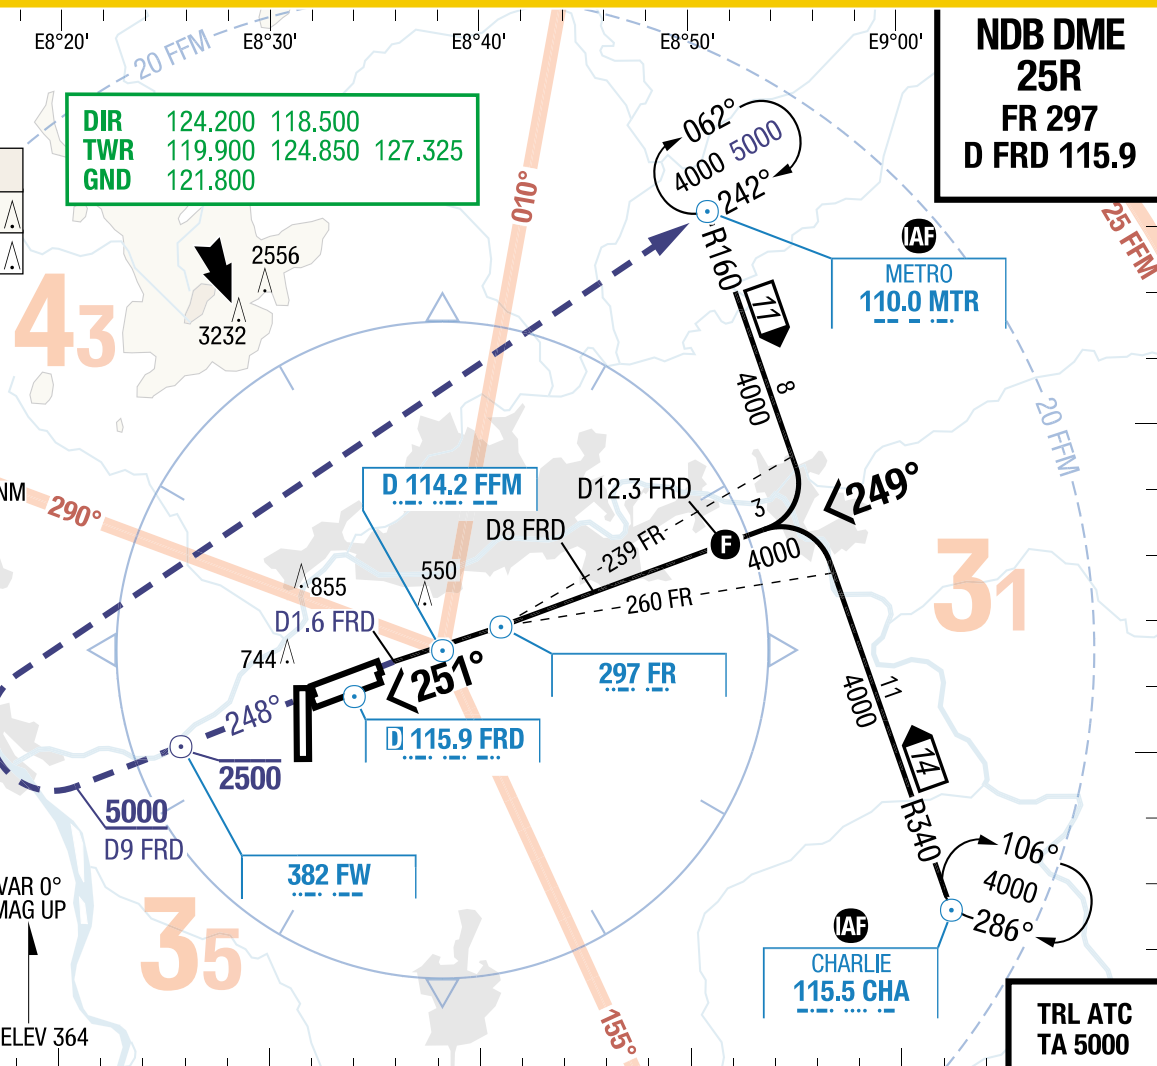 E8°20'
E8°30'
E8°40'
E8°50'
E9°00'
NDB DME
25R
FR 297
D FRD 115.9
20 FFM
DIR 124.200 118.500
TWR 119.900 124.850 127.325
GND 121.800
010°
062°
4000 5000
242°
25 FFM
IAF
METRO
110.0 MTR
R160
11
2556
3232
43
4000
8
20 FFM
NM
290°
D 114.2 FFM
D12.3 FRD
D8 FRD
3
<249°
239 FR
F
4000
260 FR
31
855
550
D1.6 FRD
744
<251°
297 FR
248°
D 115.9 FRD
2500
5000
D9 FRD
382 FW
11
4000
14
R340
106°
4000
286°
IAF
CHARLIE
115.5 CHA
VAR 0°
MAG UP
35
155°
ELEV 364
TRL ATC
TA 5000